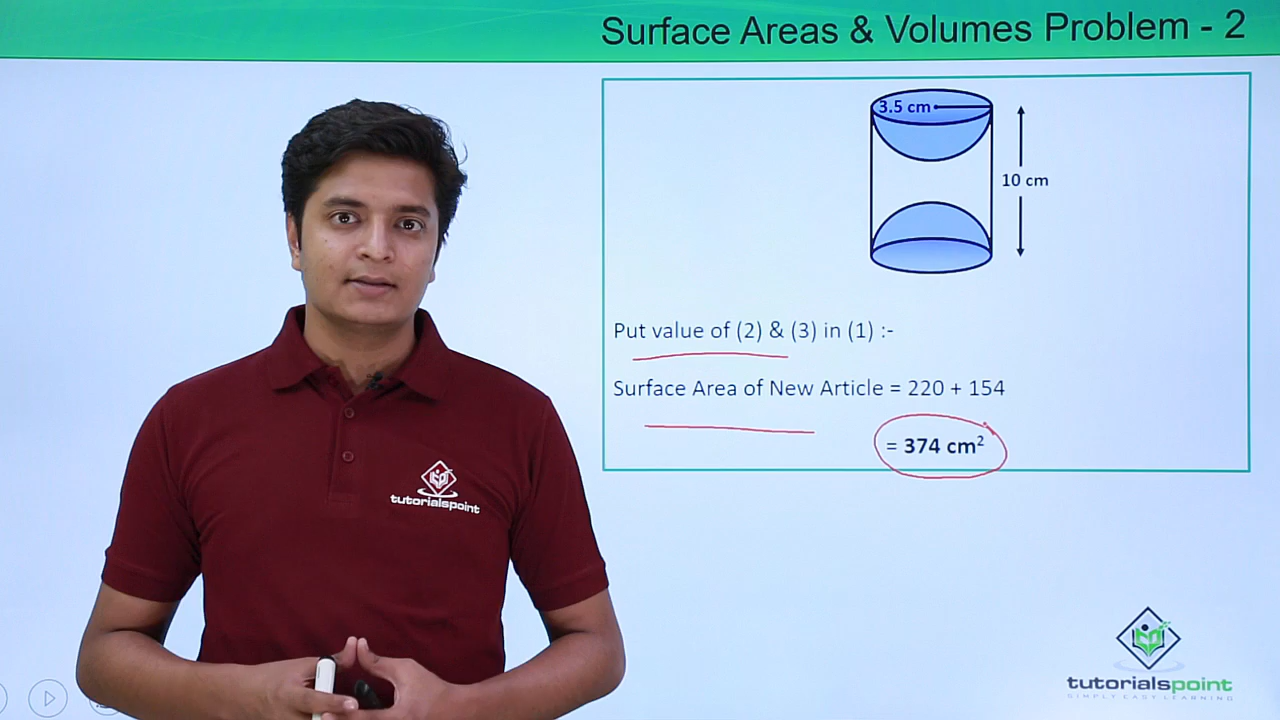 Surface Areas & Volumes Problem - 2
3.5 cm
10 cm
Put value of (2) & (3) in (1) :-
Surface Area of New Article = 220 + 154
= 374 cm²
tutorialspoint
tutorialspoint
SIMPLY EASY LEARNING